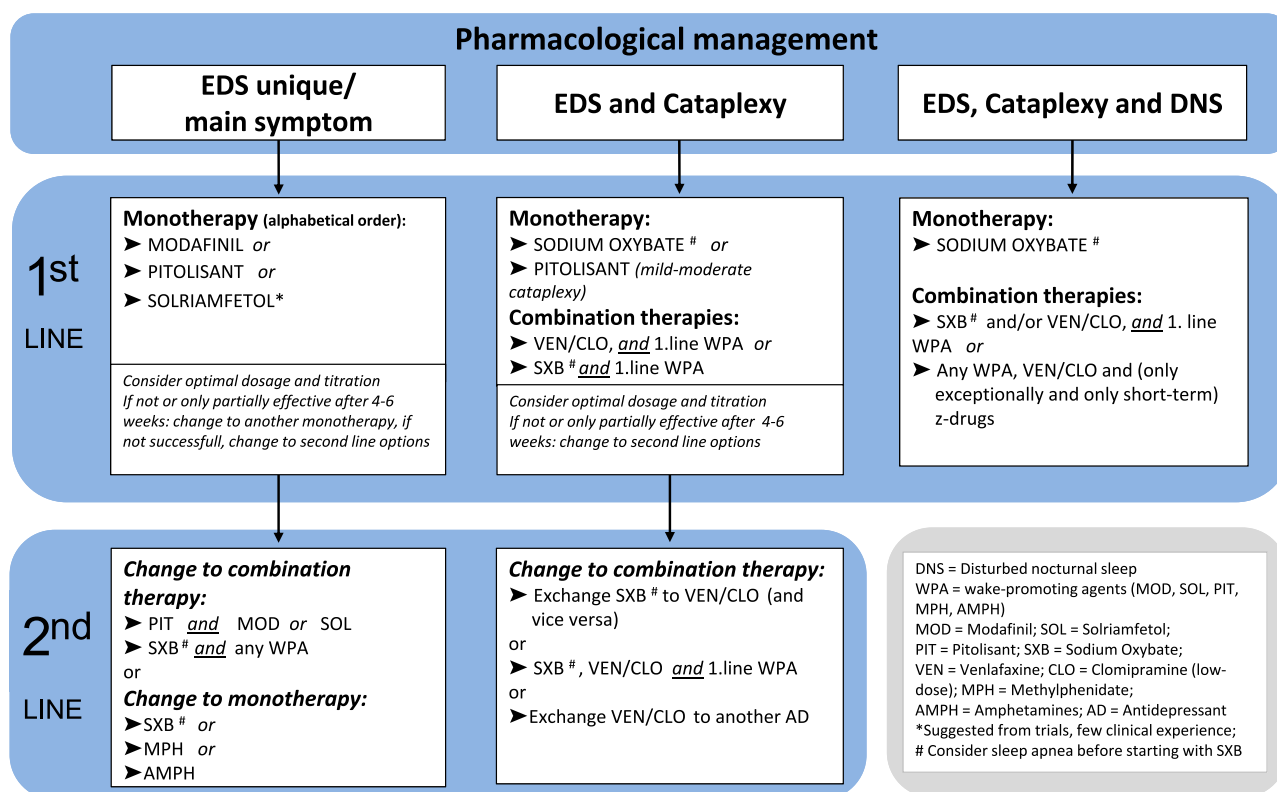 Pharmacological management
EDS unique/
main symptom
EDS and Cataplexy
EDS, Cataplexy and DNS
1st
LINE
Monotherapy (alphabetical order):
➤ MODAFINIL or
➤ PITOLISANT or
➤ SOLRIAMFETOL*
Consider optimal dosage and titration
If not or only partially effective after 4-6
weeks: change to another monotherapy, if
not successfull, change to second line options
Monotherapy:
➤ SODIUM OXYBATE # or
➤ PITOLISANT (mild-moderate
cataplexy)
Combination therapies:
➤ VEN/CLO, and 1.line WPA or
➤ SXB # and 1.line WPA
Consider optimal dosage and titration
If not or only partially effective after 4-6
weeks: change to second line options
Monotherapy:
➤ SODIUM OXYBATE #
Combination therapies:
➤ SXB # and/or VEN/CLO, and 1. line
WPA or
➤ Any WPA, VEN/CLO and (only
exceptionally and only short-term)
z-drugs
2nd
LINE
Change to combination
therapy:
➤ PIT and MOD or SOL
➤ SXB # and any WPA
or
Change to monotherapy:
➤SXB # or
➤MPH or
➤AMPH
Change to combination therapy:
➤ Exchange SXB # to VEN/CLO (and
vice versa)
or
➤ SXB #, VEN/CLO and 1.line WPA
or
➤Exchange VEN/CLO to another AD
DNS = Disturbed nocturnal sleep
WPA = wake-promoting agents (MOD, SOL, PIT,
MPH, AMPH)
MOD = Modafinil; SOL = Solriamfetol;
PIT = Pitolisant; SXB = Sodium Oxybate;
VEN = Venlafaxine; CLO = Clomipramine (low-
dose); MPH = Methylphenidate;
AMPH = Amphetamines; AD = Antidepressant
*Suggested from trials, few clinical experience;
# Consider sleep apnea before starting with SXB